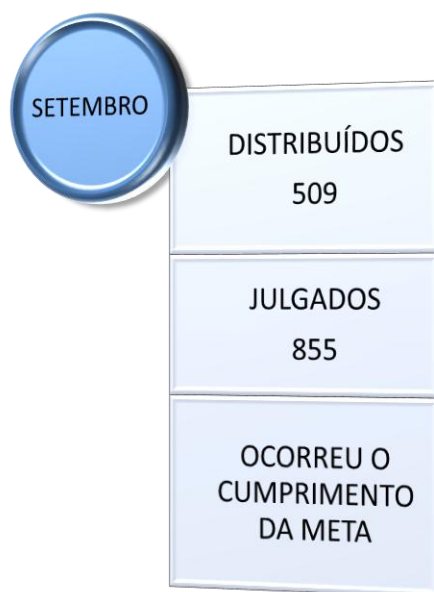 SETEMBRO
DISTRIBUÍDOS
509
JULGADOS
855
OCORREU O
CUMPRIMENTO
DA META